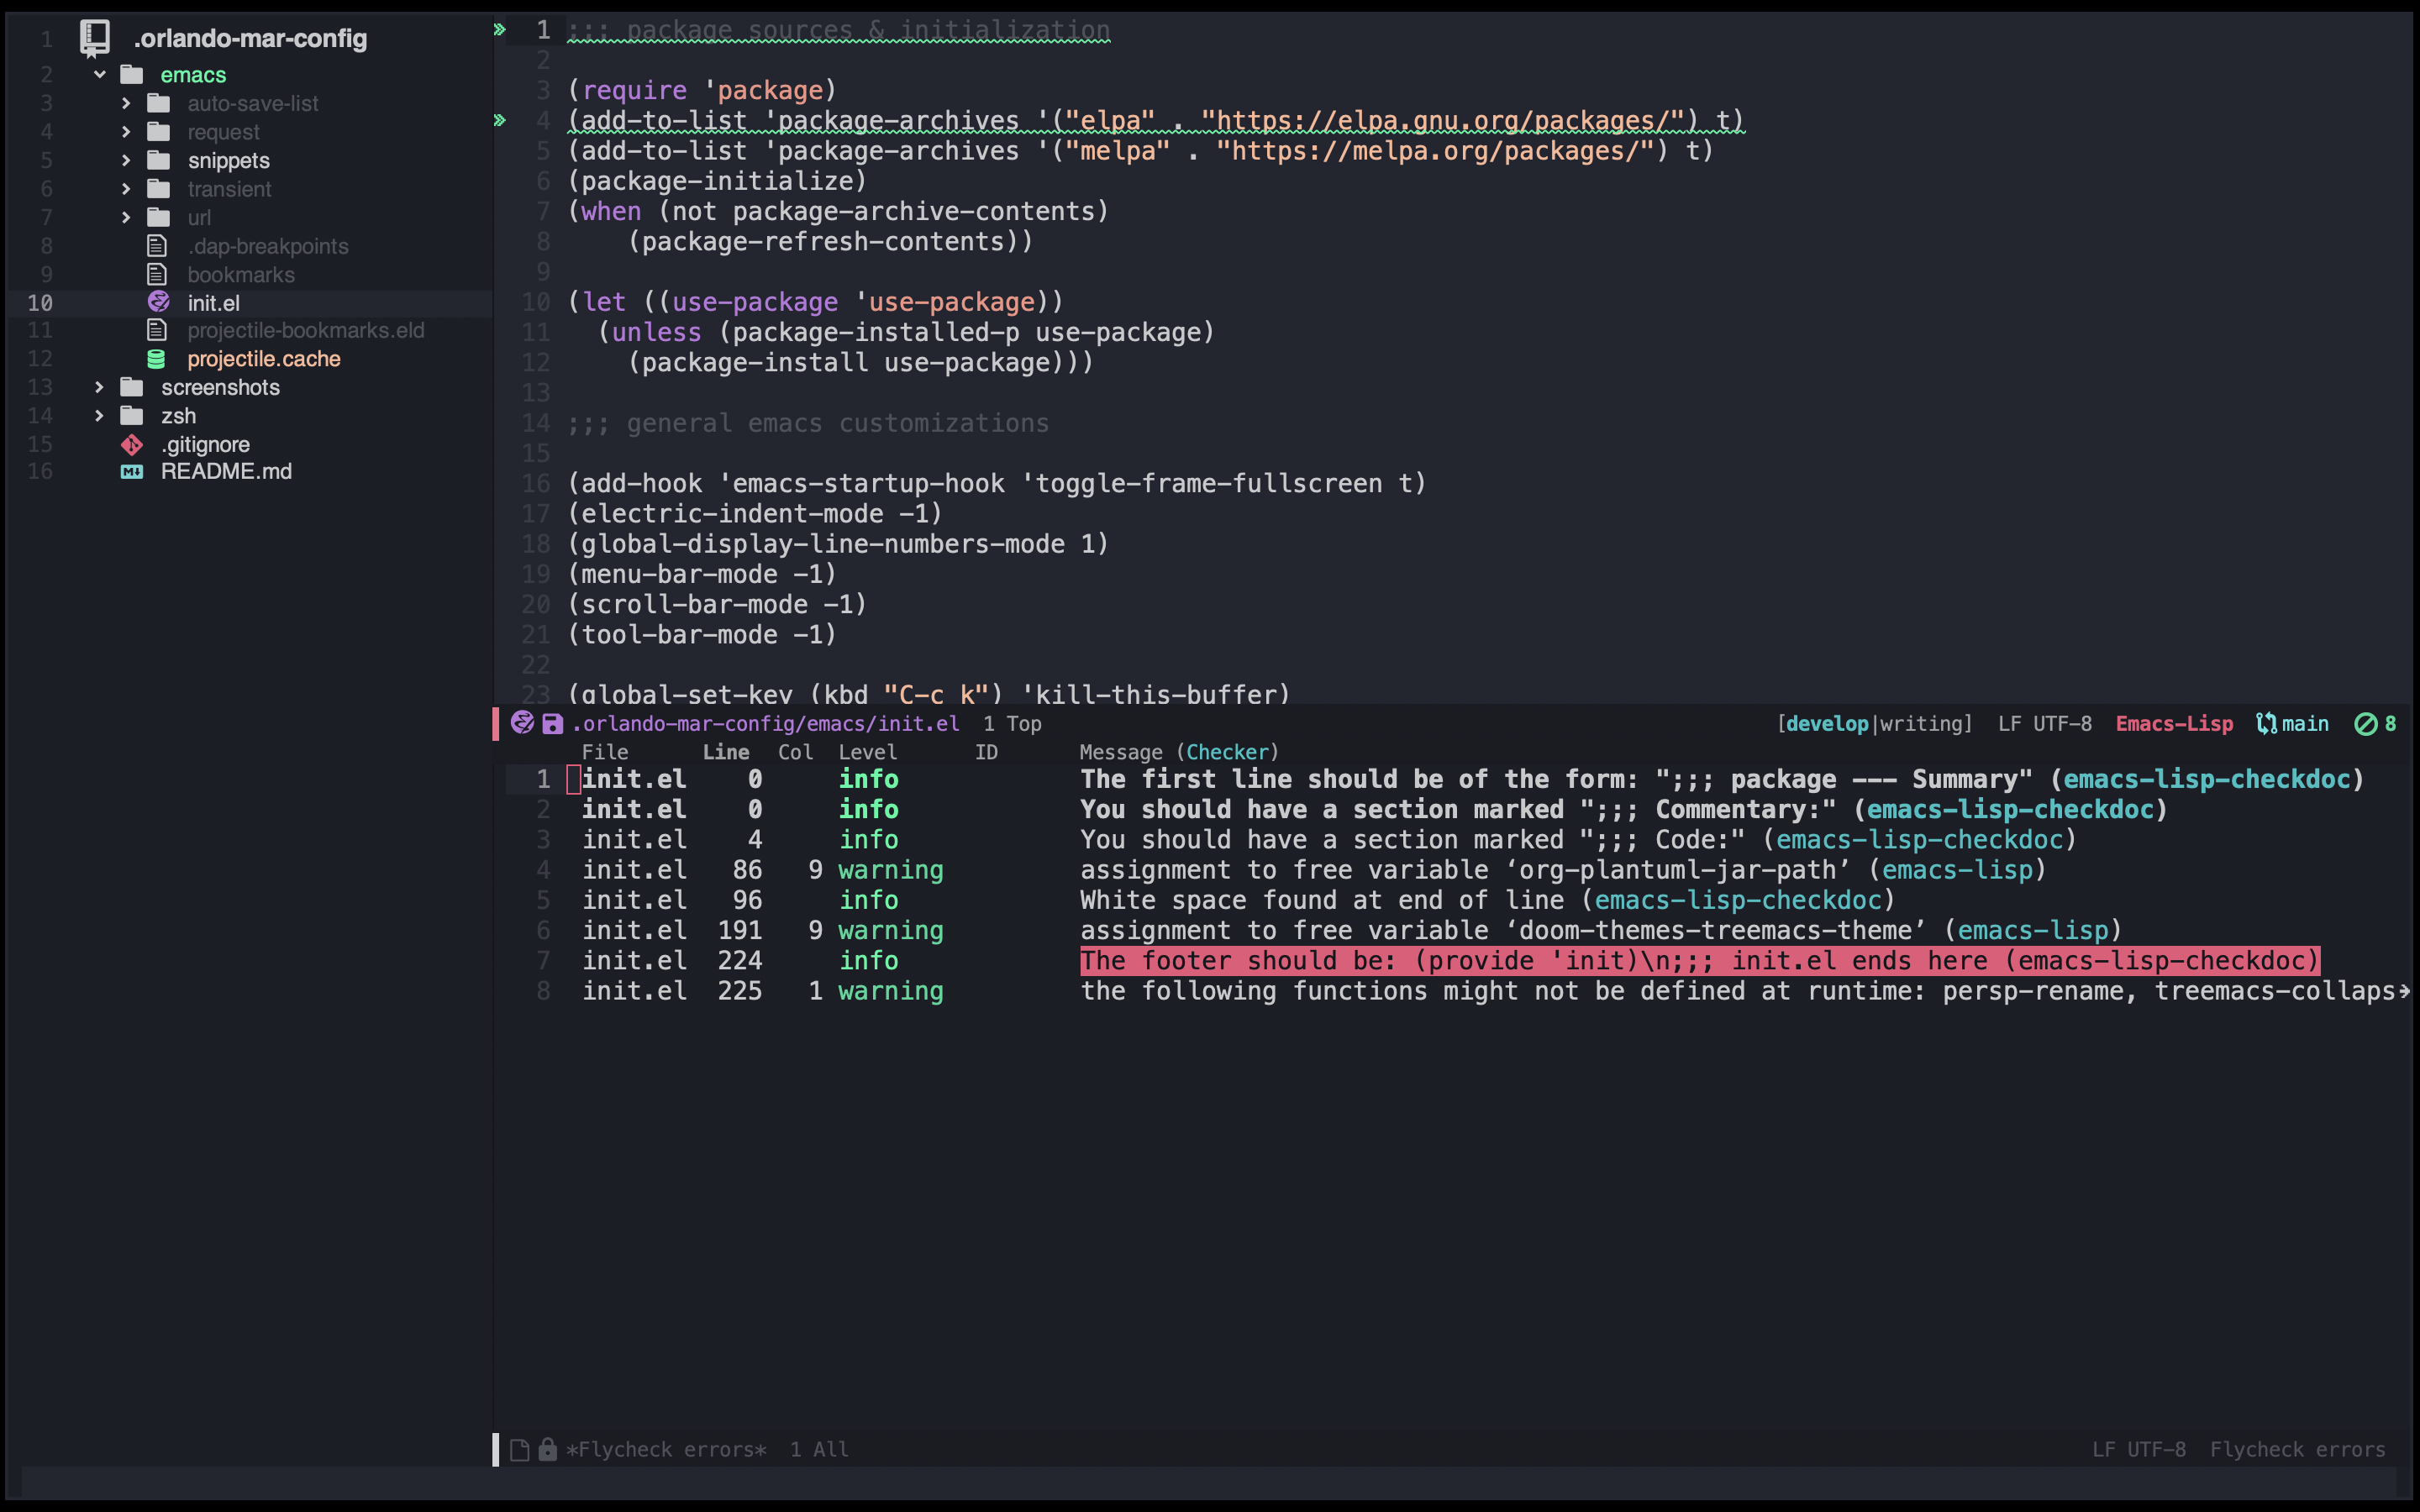 1 .orlando-mar-config
2 emacs
3 auto-save-list
4 request
5 snippets
6 transient
7 url
8 .dap-breakpoints
9 bookmarks
10 init.el
11 projectile-bookmarks.eld
12 projectile.cache
13 screenshots
14 zsh
15 .gitignore
16 README.md
» 1 ;;; package sources & initialization
2
3 (require 'package)
» 4 (add-to-list 'package-archives '("elpa" . "https://elpa.gnu.org/packages/") t)
5 (add-to-list 'package-archives '("melpa" . "https://melpa.org/packages/") t)
6 (package-initialize)
7 (when (not package-archive-contents)
8     (package-refresh-contents))
9
10 (let ((use-package 'use-package))
11   (unless (package-installed-p use-package)
12     (package-install use-package)))
13
14 ;;; general emacs customizations
15
16 (add-hook 'emacs-startup-hook 'toggle-frame-fullscreen t)
17 (electric-indent-mode -1)
18 (global-display-line-numbers-mode 1)
19 (menu-bar-mode -1)
20 (scroll-bar-mode -1)
21 (tool-bar-mode -1)
22
23 (global-set-key (kbd "C-c k") 'kill-this-buffer)
.orlando-mar-config/emacs/init.el 1 Top [develop|writing] LF UTF-8 Emacs-Lisp main 8
File Line Col Level ID Message (Checker)
1 init.el 0 info The first line should be of the form: ";;; package --- Summary" (emacs-lisp-checkdoc)
2 init.el 0 info You should have a section marked ";;; Commentary:" (emacs-lisp-checkdoc)
3 init.el 4 info You should have a section marked ";;; Code:" (emacs-lisp-checkdoc)
4 init.el 86 9 warning assignment to free variable ‘org-plantuml-jar-path’ (emacs-lisp)
5 init.el 96 info White space found at end of line (emacs-lisp-checkdoc)
6 init.el 191 9 warning assignment to free variable ‘doom-themes-treemacs-theme’ (emacs-lisp)
7 init.el 224 info The footer should be: (provide 'init)\n;;; init.el ends here (emacs-lisp-checkdoc)
8 init.el 225 1 warning the following functions might not be defined at runtime: persp-rename, treemacs-collaps
*Flycheck errors* 1 All LF UTF-8 Flycheck errors